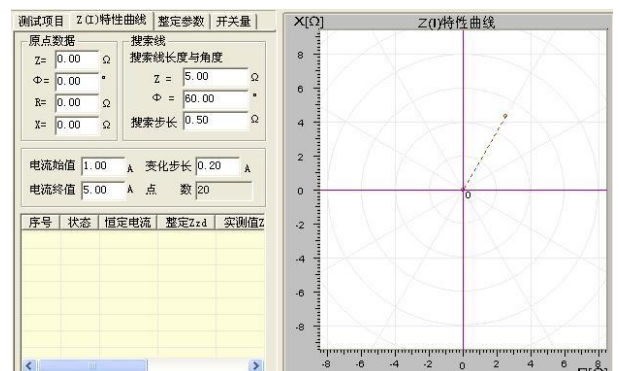 测试项目 Z(I)特性曲线 整定参数 开关量
原点数据
Z= 0.00 Ω
Φ= 0.00 °
R= 0.00 Ω
X= 0.00 Ω
搜索线
搜索线长度与角度
Z = 5.00 Ω
Φ = 60.00 °
搜索步长 0.50 Ω
电流始值 1.00 A 变化步长 0.20 A
电流终值 5.00 A 点 数 20
序号 状态 恒定电流 整定Zzd 实测值Z
X[Ω] Z(I)特性曲线
8
6
4
2
0
-2
-4
-6
-8
0
-8 -6 -4 -2 0 2 4 6 8